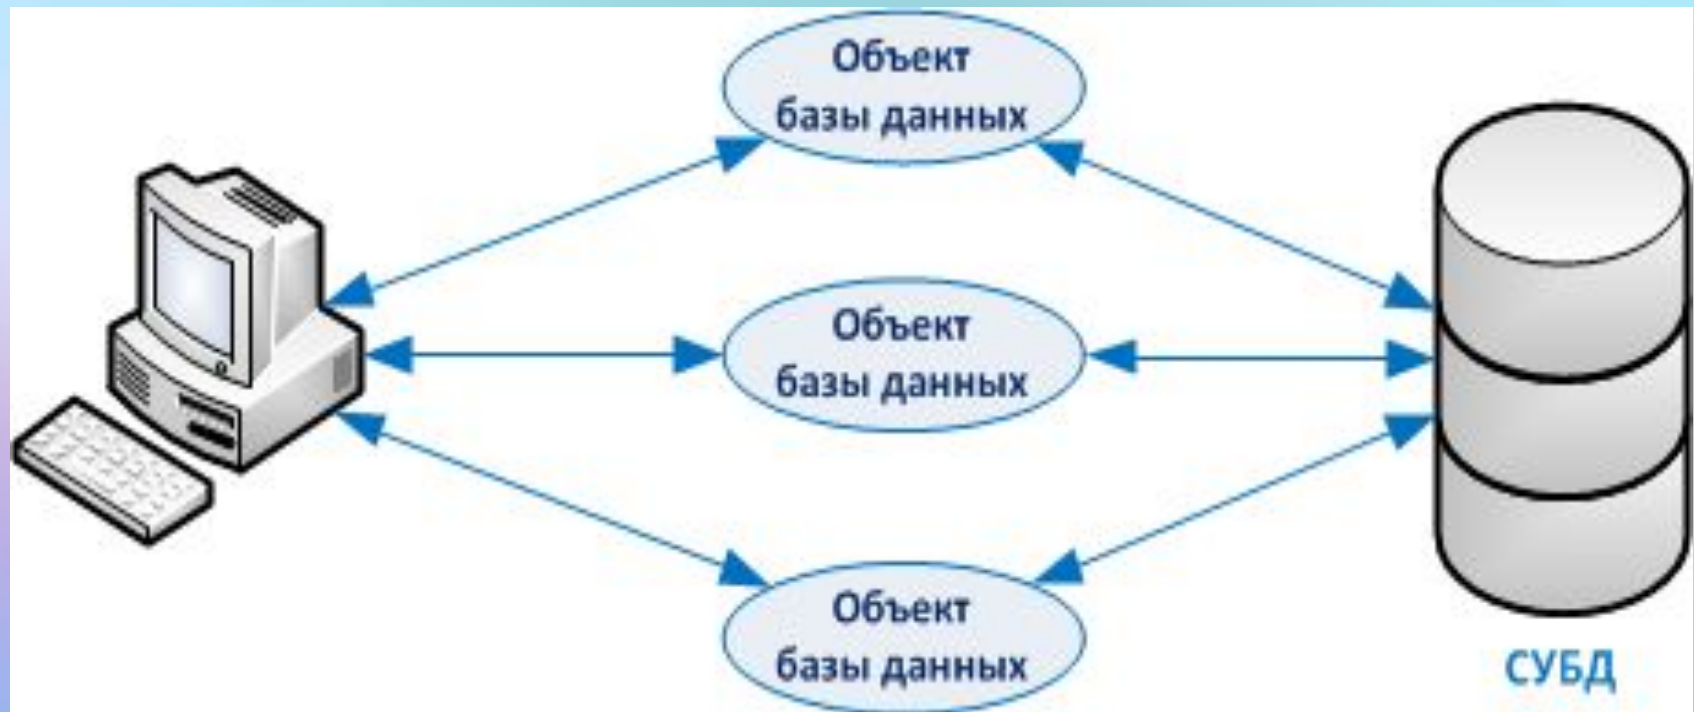 Объект
базы данных
Объект
базы данных
Объект
базы данных
СУБД